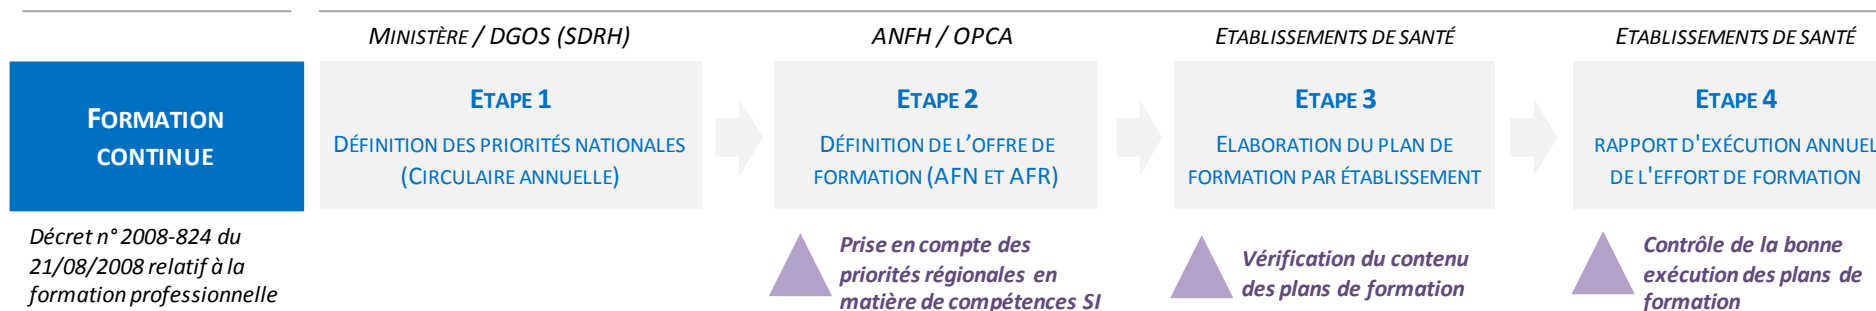 MINISTÈRE / DGOS (SDRH)
ANFH / OPCA
ETABLISSEMENTS DE SANTÉ
ETABLISSEMENTS DE SANTÉ
FORMATION
CONTINUE
ETAPE 1
DÉFINITION DES PRIORITÉS NATIONALES
(CIRCULAIRE ANNUELLE)
ETAPE 2
DÉFINITION DE L'OFFRE DE
FORMATION (AFN ET AFR)
ETAPE 3
ELABORATION DU PLAN DE
FORMATION PAR ÉTABLISSEMENT
ETAPE 4
RAPPORT D'EXÉCUTION ANNUEL
DE L'EFFORT DE FORMATION
Décret n° 2008-824 du
21/08/2008 relatif à la
formation professionnelle
Prise en compte des
priorités régionales en
matière de compétences SI
Vérification du contenu
des plans de formation
Contrôle de la bonne
exécution des plans de
formation